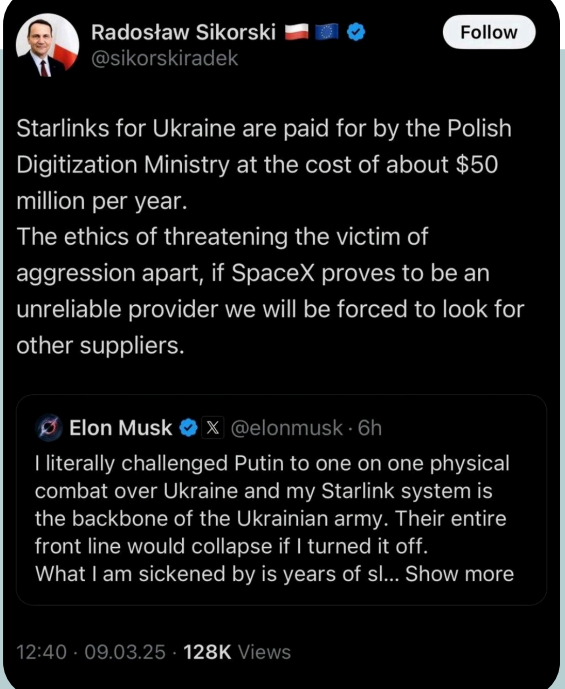 Radosław Sikorski 🇵🇱 🇪🇺
Follow
@sikorskiradek
Starlinks for Ukraine are paid for by the Polish
Digitization Ministry at the cost of about $50
million per year.
The ethics of threatening the victim of
aggression apart, if SpaceX proves to be an
unreliable provider we will be forced to look for
other suppliers.
Elon Musk 𝕏 @elonmusk · 6h
I literally challenged Putin to one on one physical
combat over Ukraine and my Starlink system is
the backbone of the Ukrainian army. Their entire
front line would collapse if I turned it off.
What I am sickened by is years of sl... Show more
12:40 · 09.03.25 · 128K Views